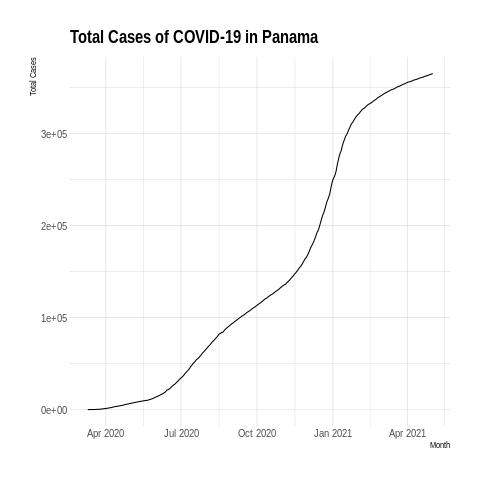 Total Cases of COVID-19 in Panama
Total Cases
3e+05
2e+05
1e+05
0e+00
Apr 2020 Jul 2020 Oct 2020 Jan 2021 Apr 2021
Month